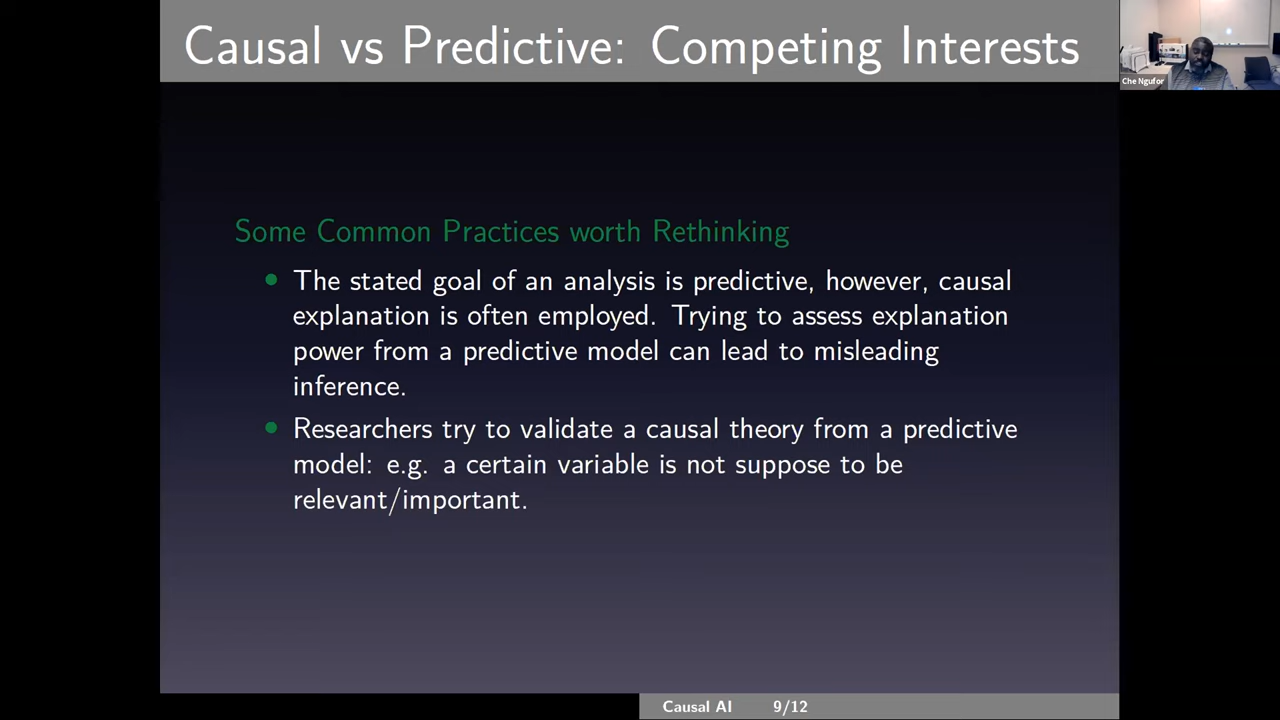 Causal vs Predictive: Competing Interests
Che Ngufor
Some Common Practices worth Rethinking
The stated goal of an analysis is predictive, however, causal
explanation is often employed. Trying to assess explanation
power from a predictive model can lead to misleading
inference.
Researchers try to validate a causal theory from a predictive
model: e.g. a certain variable is not suppose to be
relevant/important.
Causal AI 9/12